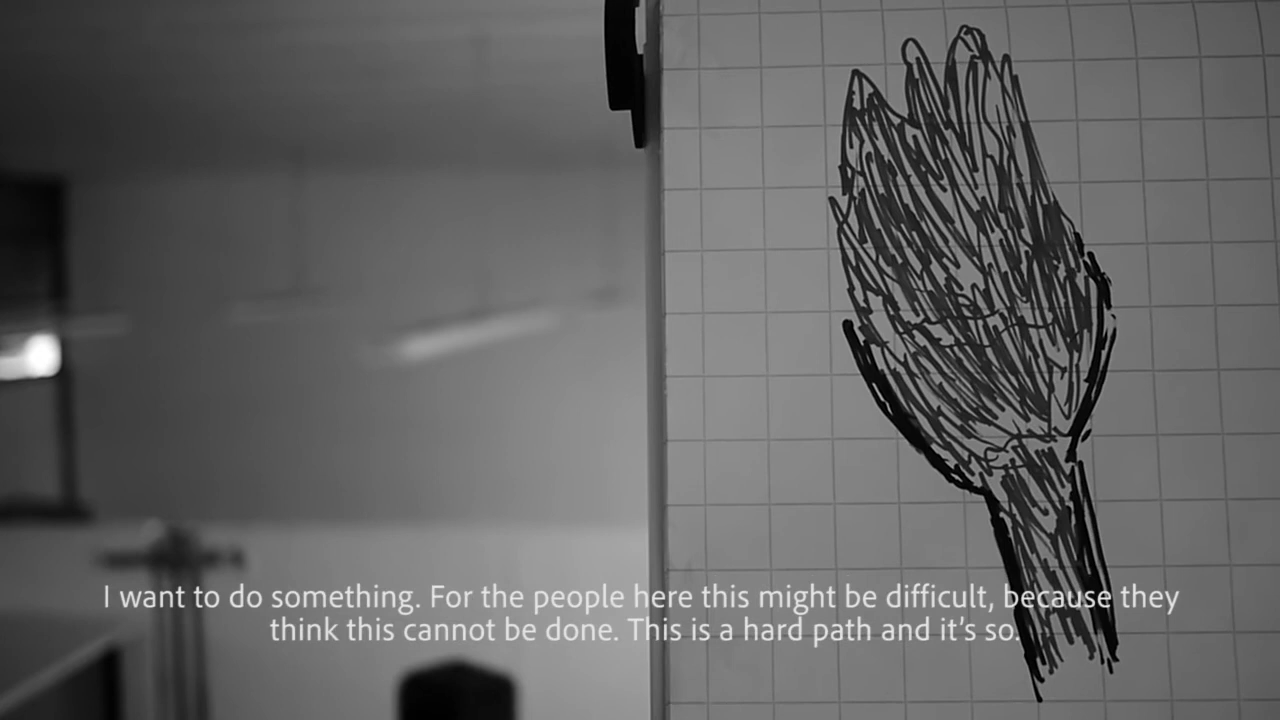 I want to do something. For the people here this might be difficult, because they
think this cannot be done. This is a hard path and it's so.